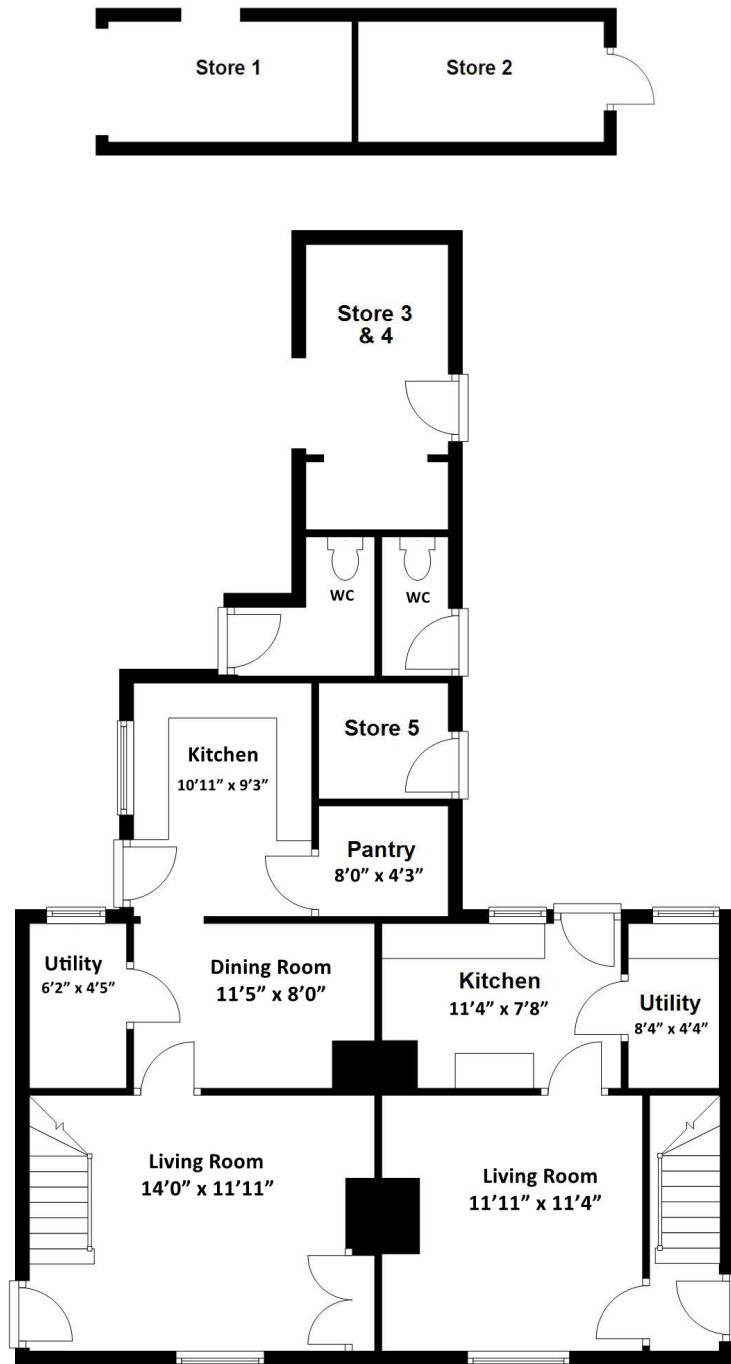 Store 1
Store 2
Store 3
& 4
WC
WC
Kitchen
10’11” x 9’3”
Store 5
Pantry
8’0” x 4’3”
Utility
6’2” x 4’5”
Dining Room
11’5” x 8’0”
Kitchen
11’4” x 7’8”
Utility
8’4” x 4’4”
Living Room
14’0” x 11’11”
Living Room
11’11” x 11’4”